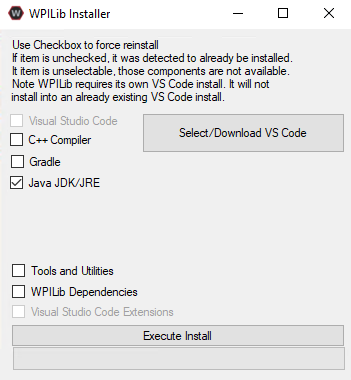 WPILib Installer
Use Checkbox to force reinstall
If item is unchecked, it was detected to already be installed.
It item is unselectable, those components are not available.
Note WPILib requires its own VS Code install. It will not
install into an already existing VS Code install.
Visual Studio Code
Select/Download VS Code
C++ Compiler
Gradle
Java JDK/JRE
Tools and Utilities
WPILib Dependencies
Visual Studio Code Extensions
Execute Install